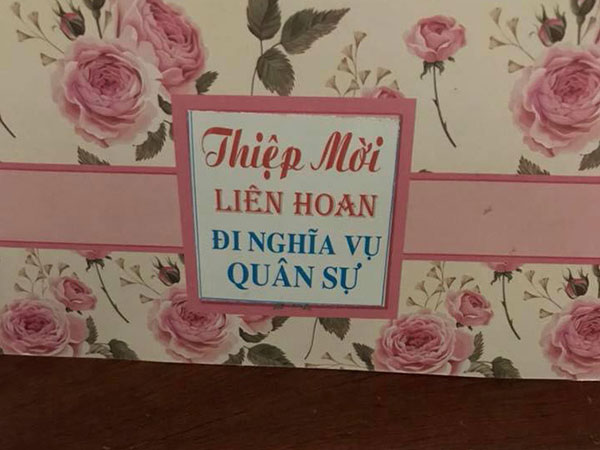 Thiệp Mời
LIÊN HOAN
ĐI NGHĨA VỤ
QUÂN SỰ